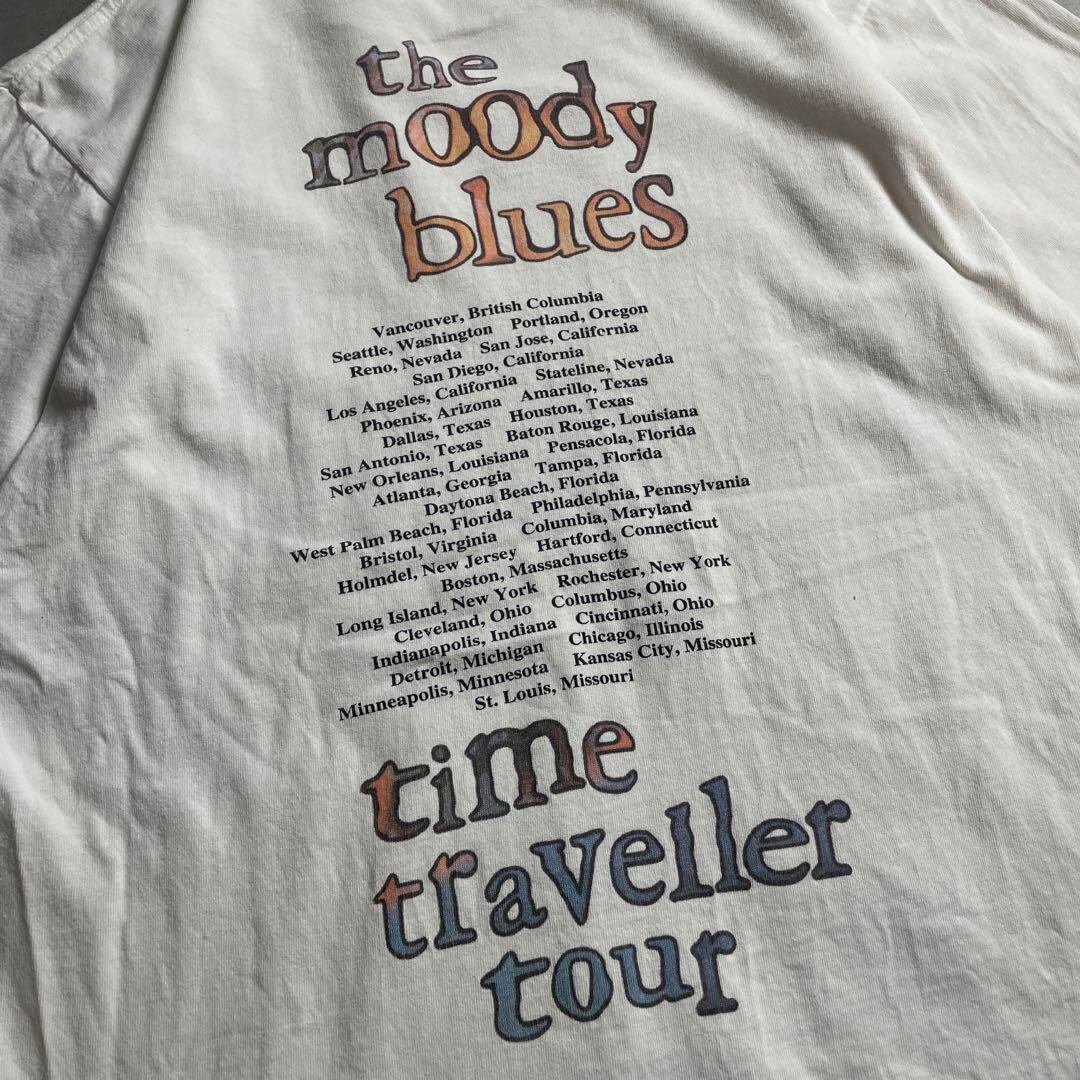 the
moody
blues
Vancouver, British Columbia
Seattle, Washington Portland, Oregon
Reno, Nevada San Jose, California
San Diego, California
Los Angeles, California Stateline, Nevada
Phoenix, Arizona Amarillo, Texas
Dallas, Texas Houston, Texas
San Antonio, Texas Baton Rouge, Louisiana
New Orleans, Louisiana Pensacola, Florida
Atlanta, Georgia Tampa, Florida
Daytona Beach, Florida
West Palm Beach, Florida Philadelphia, Pennsylvania
Bristol, Virginia Columbia, Maryland
Holmdel, New Jersey Hartford, Connecticut
Boston, Massachusetts
Long Island, New York Rochester, New York
Cleveland, Ohio Columbus, Ohio
Indianapolis, Indiana Cincinnati, Ohio
Detroit, Michigan Chicago, Illinois
Minneapolis, Minnesota Kansas City, Missouri
St. Louis, Missouri
time
traveller
tour